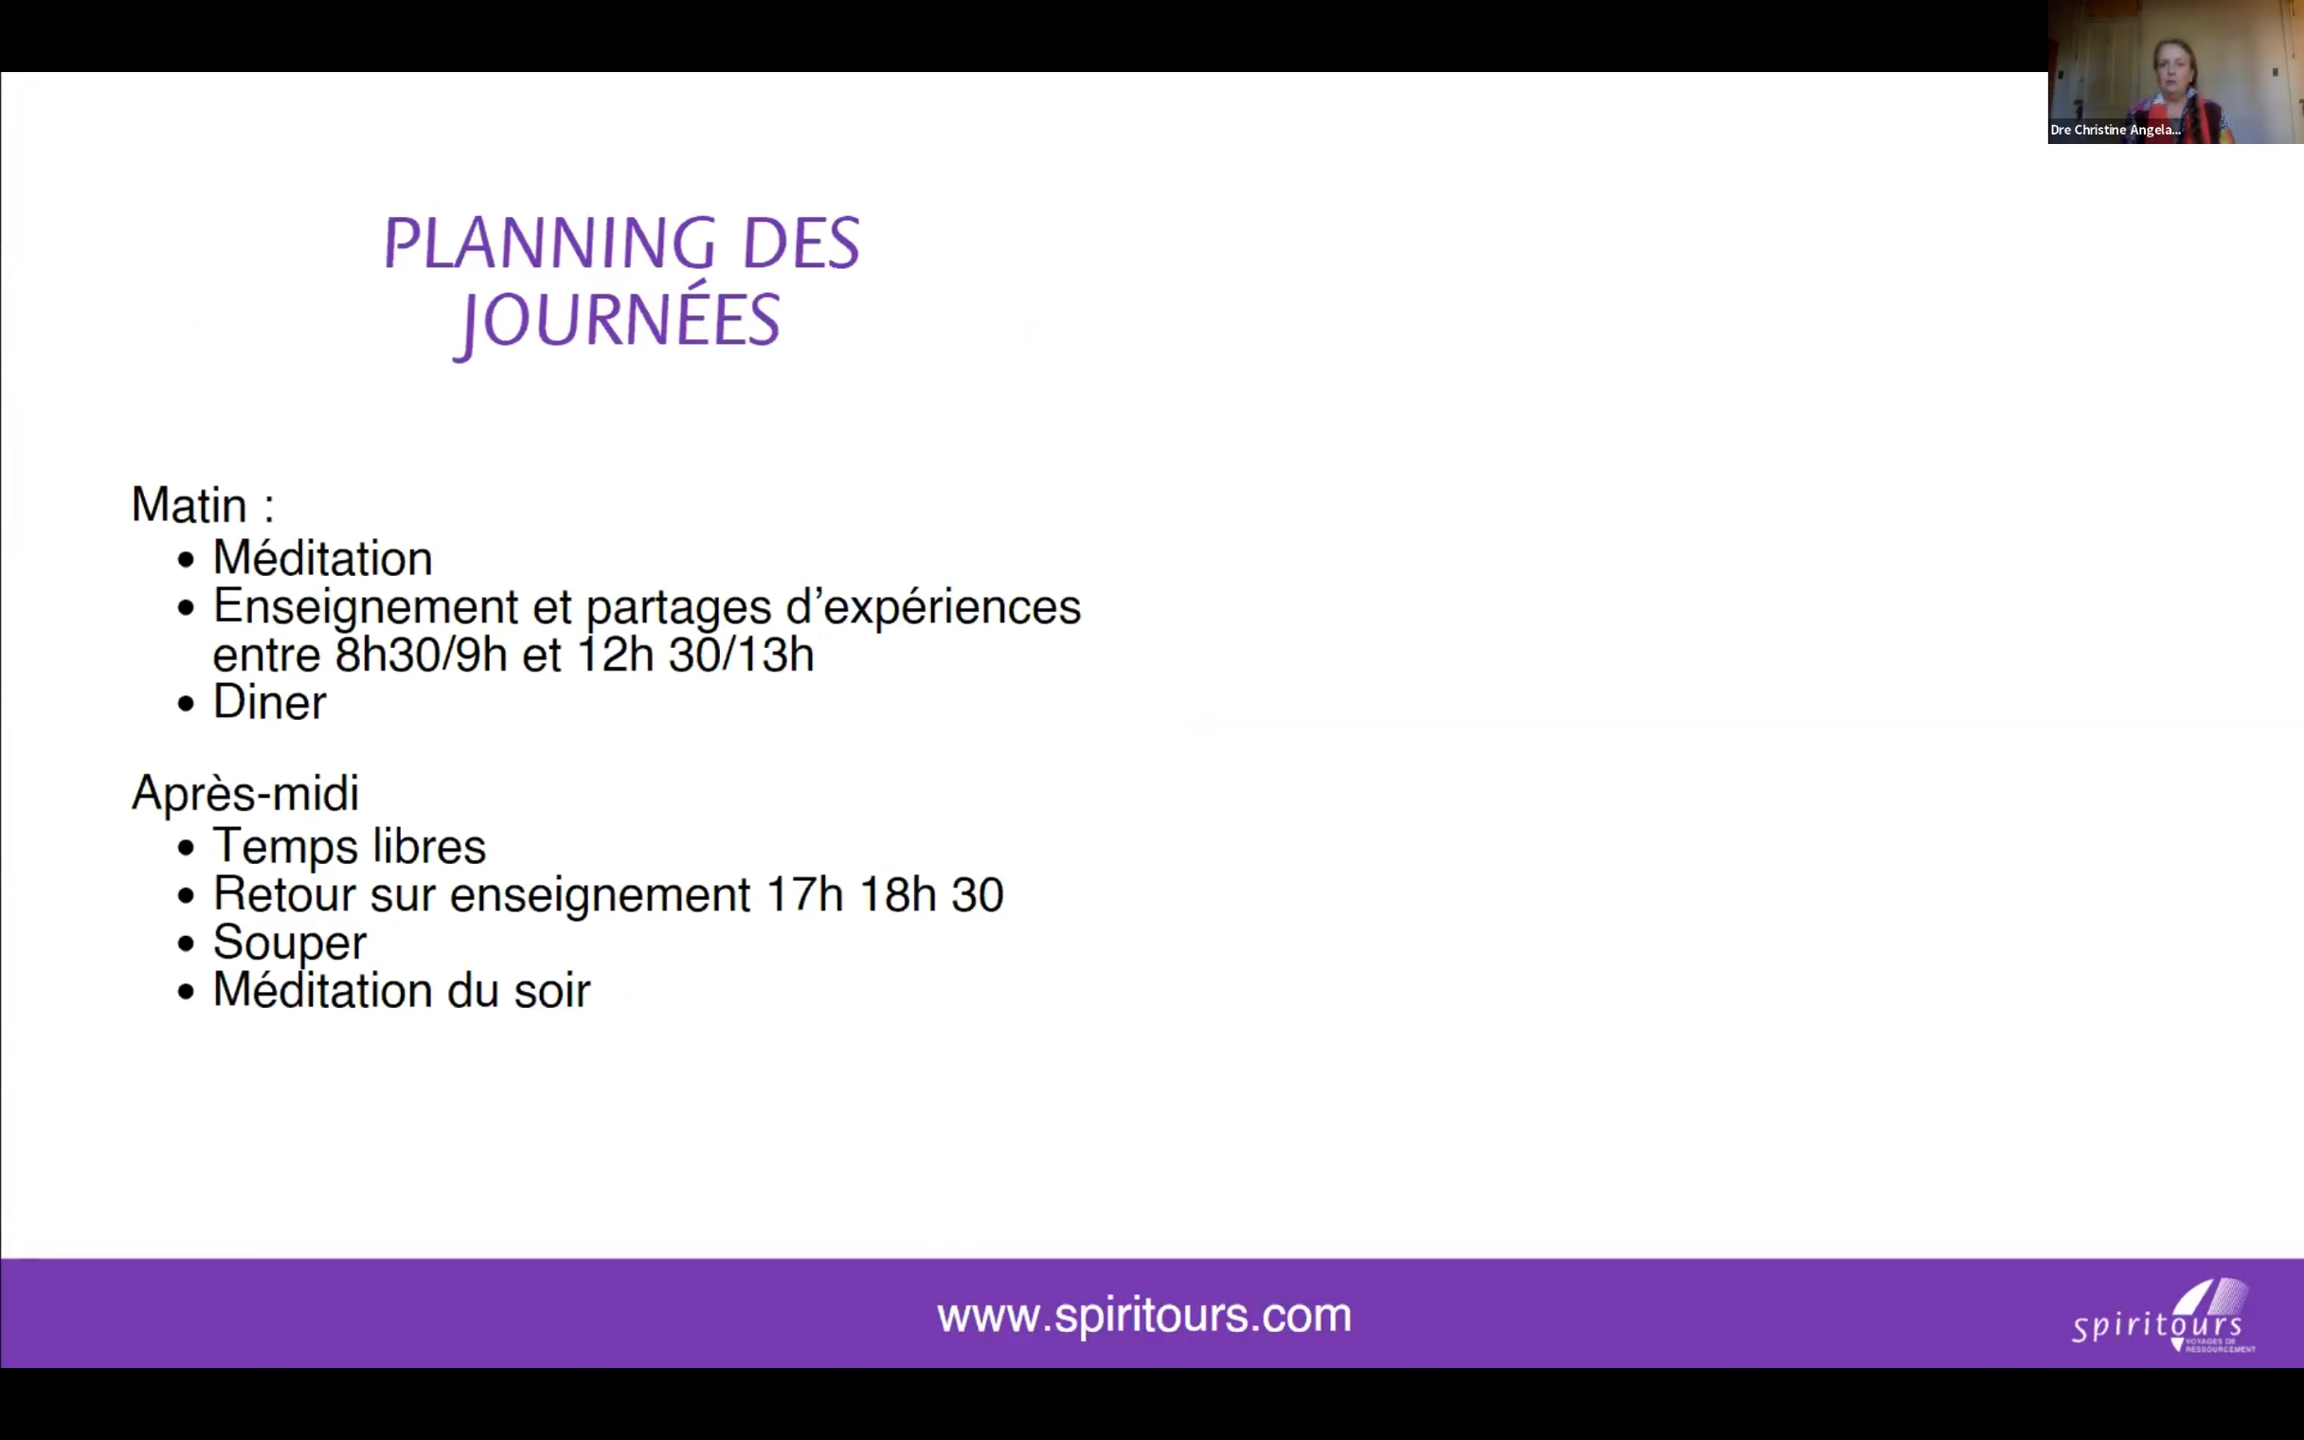 Dre Christine Angela...
PLANNING DES
JOURNÉES
Matin :
• Méditation
• Enseignement et partages d’expériences
entre 8h30/9h et 12h 30/13h
• Diner
Après-midi
• Temps libres
• Retour sur enseignement 17h 18h 30
• Souper
• Méditation du soir
www.spiritours.com
spiritours
VOYAGES DE
RESSOURCEMENT